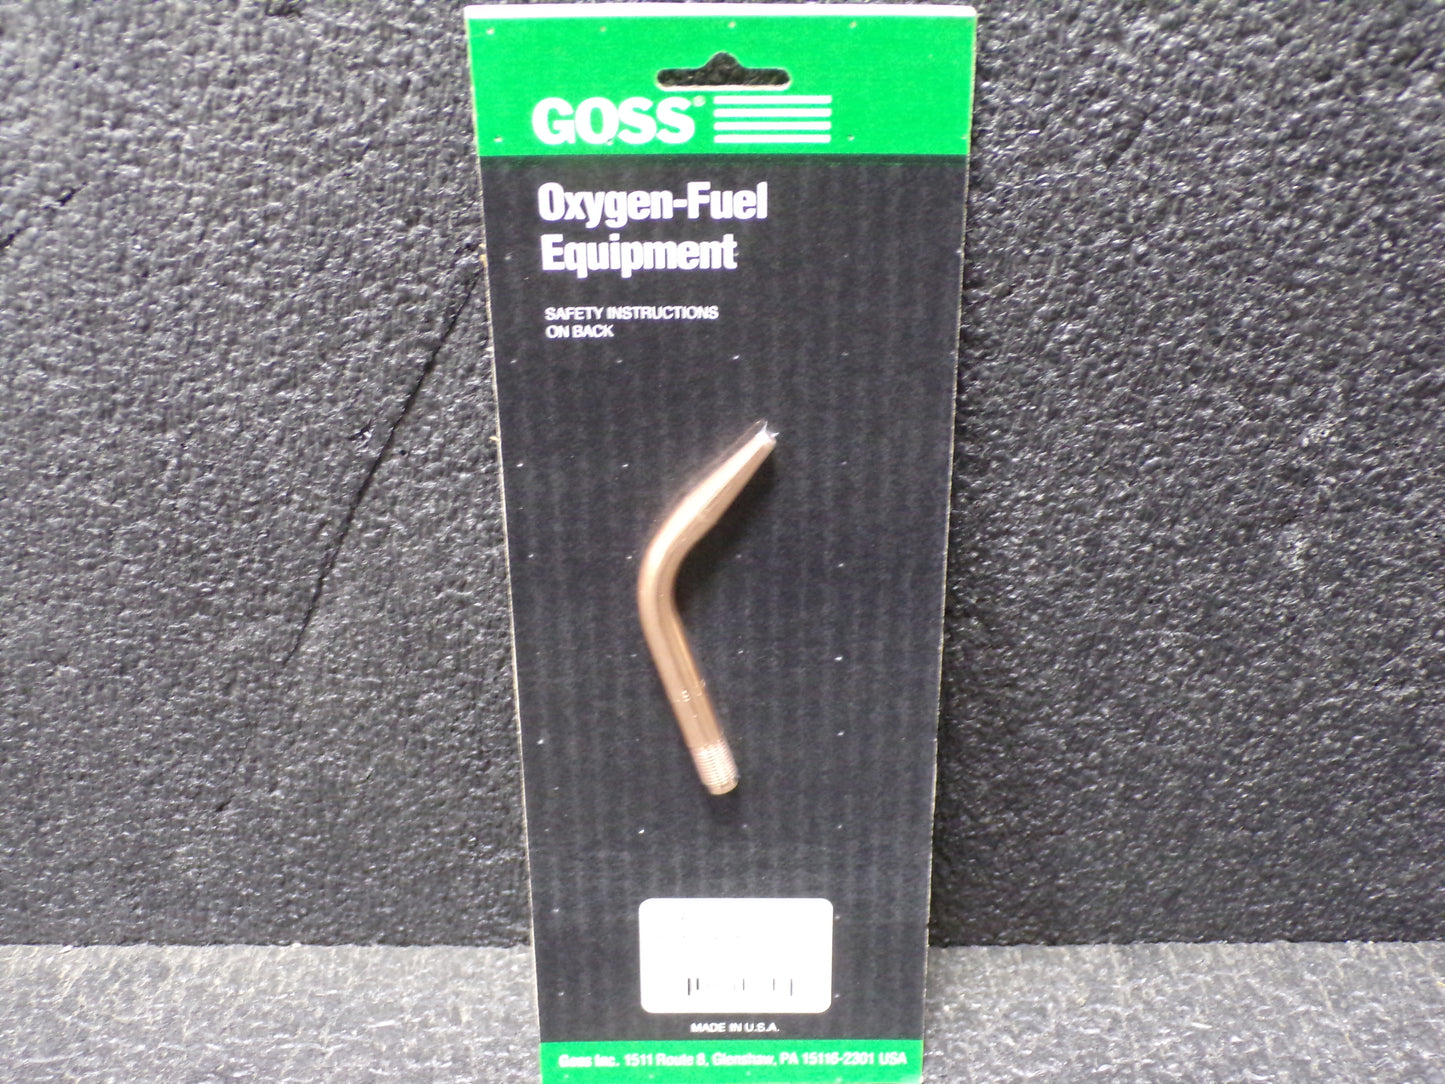 GOSS®
Oxygen-Fuel
Equipment
SAFETY INSTRUCTIONS
ON BACK
MADE IN U.S.A.
Goss Inc. 1511 Route 8, Glenshaw, PA 15116-2301 USA